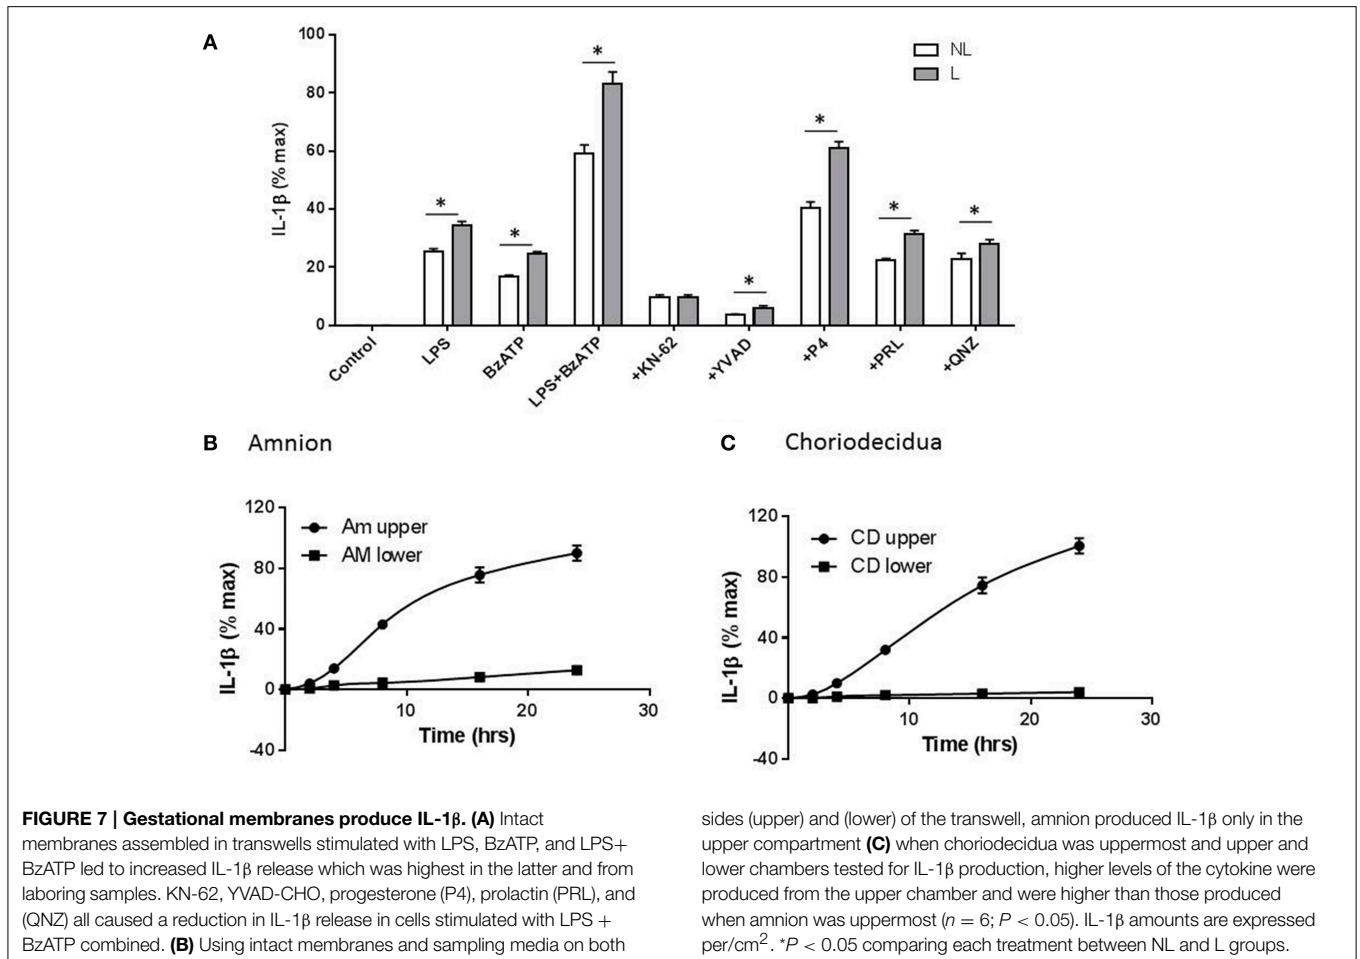 A
100
80
60
40
20
0
IL-1β (% max)
NL
L
*
*
*
*
*
*
*
Control
LPS
BzATP
LPS+BzATP
+KN-62
+YVAD
+P4
+PRL
+QNZ
B Amnion
120
80
40
0
-40
IL-1β (% max)
Am upper
AM lower
10
20
30
Time (hrs)
C Choriodecidua
120
80
40
0
-40
IL-1β (% max)
CD upper
CD lower
10
20
30
Time (hrs)
FIGURE 7 | Gestational membranes produce IL-1β. (A) Intact
membranes assembled in transwells stimulated with LPS, BzATP, and LPS+
BzATP led to increased IL-1β release which was highest in the latter and from
laboring samples. KN-62, YVAD-CHO, progesterone (P4), prolactin (PRL), and
(QNZ) all caused a reduction in IL-1β release in cells stimulated with LPS +
BzATP combined. (B) Using intact membranes and sampling media on both
sides (upper) and (lower) of the transwell, amnion produced IL-1β only in the
upper compartment (C) when choriodecidua was uppermost and upper and
lower chambers tested for IL-1β production, higher levels of the cytokine were
produced from the upper chamber and were higher than those produced
when amnion was uppermost (n = 6; P < 0.05). IL-1β amounts are expressed
per/cm². *P < 0.05 comparing each treatment between NL and L groups.